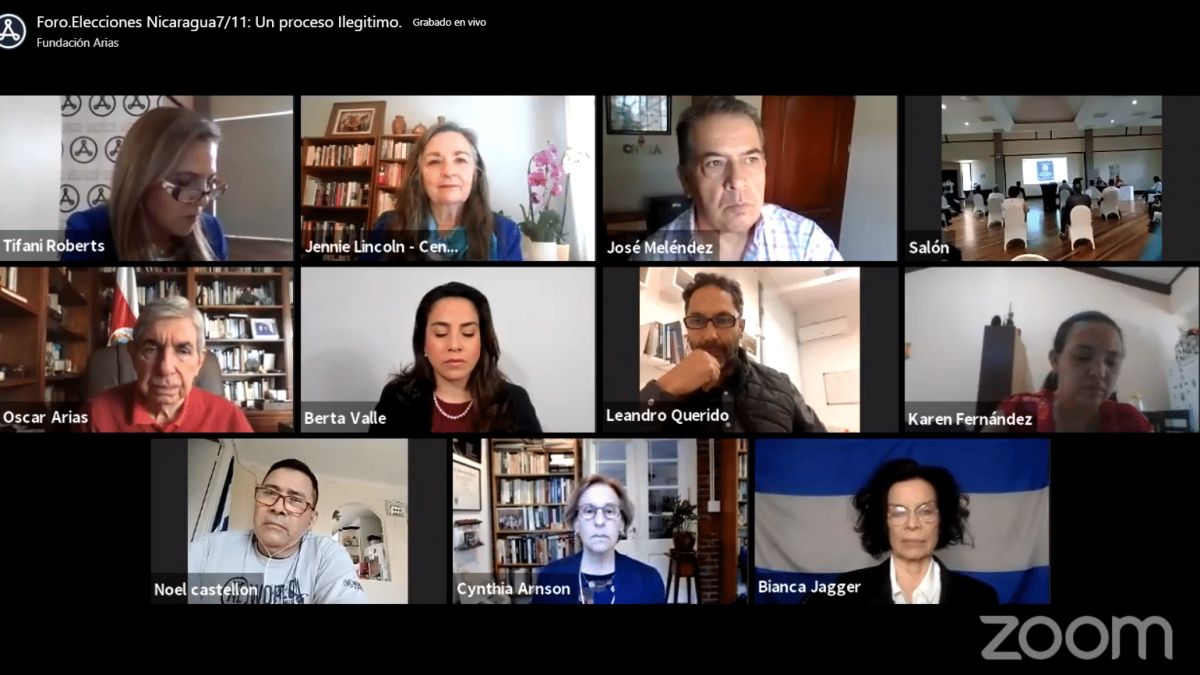 Foro.Elecciones Nicaragua7/11: Un proceso Ilegitimo. Grabado en vivo
Fundación Arias
Tifani Roberts
Jennie Lincoln - Cen...
José Meléndez
Salón
Oscar Arias
Berta Valle
Leandro Querido
Karen Fernández
Noel castellon
Cynthia Arnson
Bianca Jagger
zoom